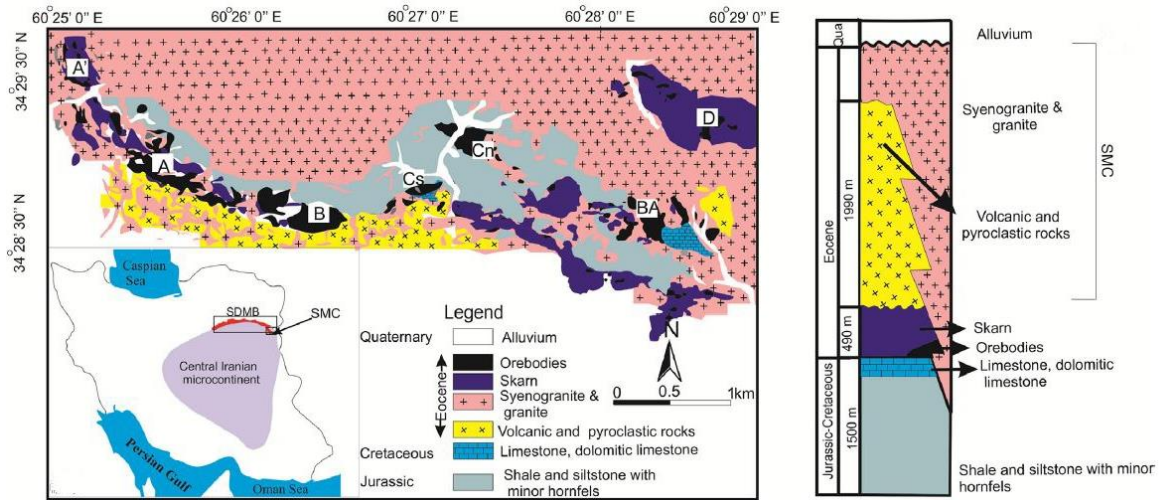 60°25'0" E
60°26'0" E
60°27'0" E
60°28'0" E
60°29'0" E
34°29'30" N
34°28'30" N
A'
A
B
Cs
Cn
BA
D
Caspian
Sea
SDMB
SMC
Central Iranian
microcontinent
Persian Gulf
Oman Sea
Legend
Quaternary
Alluvium
Eocene
Orebodies
Skarn
Syenogranite &
granite
Volcanic and pyroclastic rocks
Cretaceous
Limestone, dolomitic limestone
Jurassic
Shale and siltstone with
minor hornfels
N
0 0.5 1km
Qua
Eocene
Jurassic-Cretaceous
1990 m
490 m
1500 m
Alluvium
Syenogranite &
granite
SMC
Volcanic and
pyroclastic rocks
Skarn
Orebodies
Limestone, dolomitic
limestone
Shale and siltstone with
minor hornfels